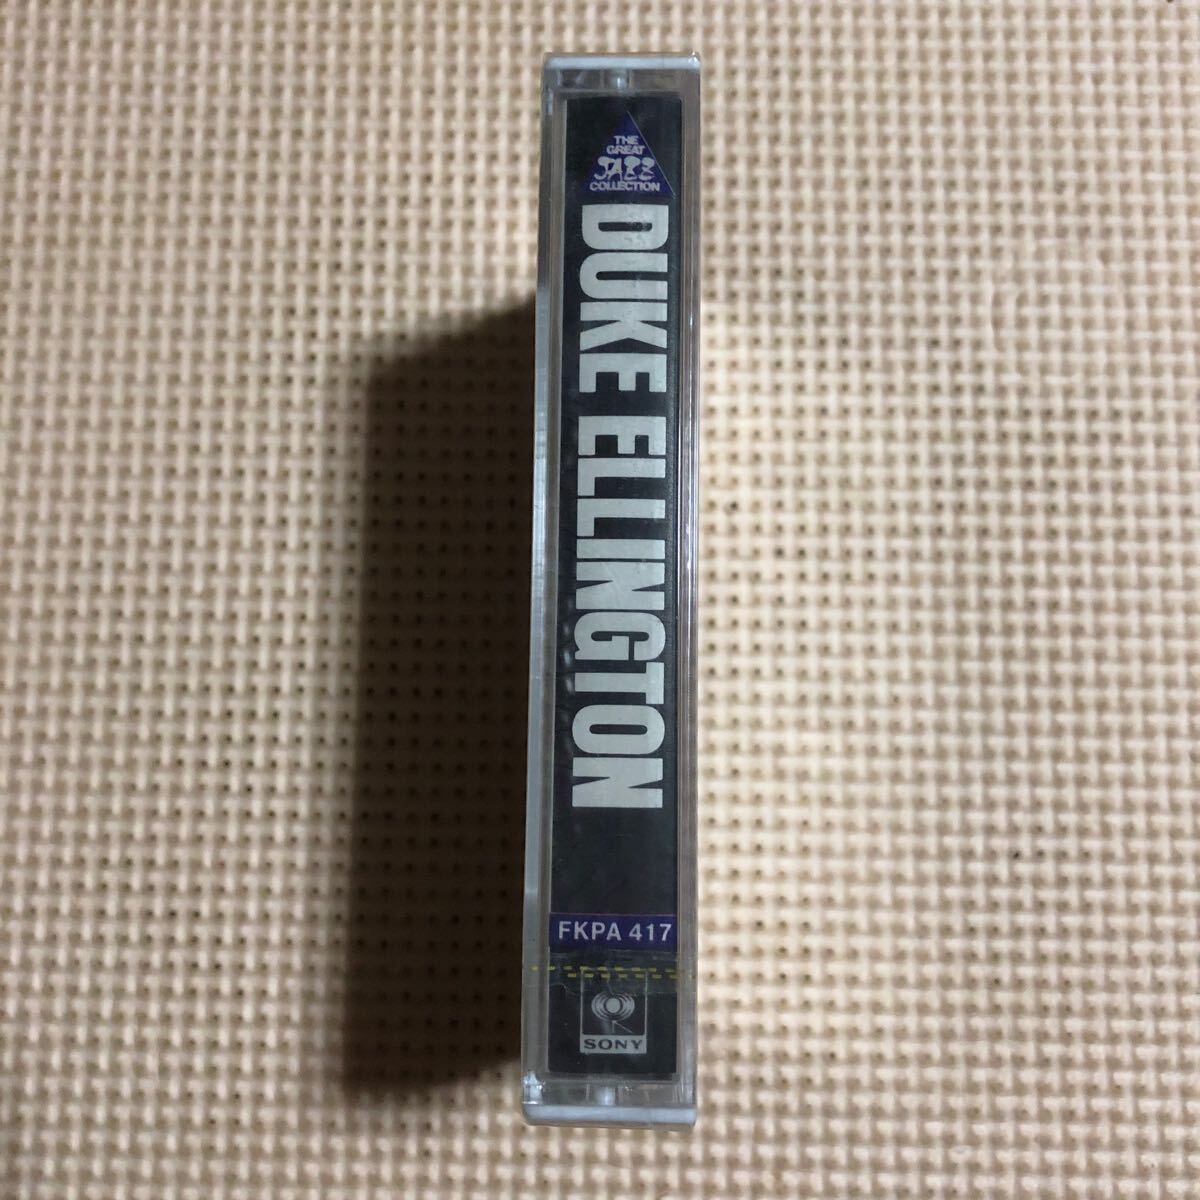 THE
GREAT
JAZZ
COLLECTION
DUKE ELLINGTON
FKPA 417
SONY